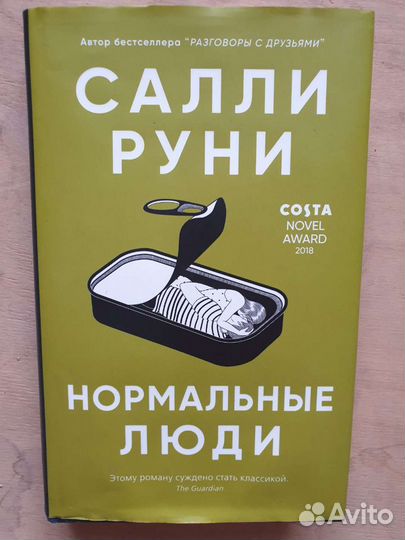 Автор бестселлера "РАЗГОВОРЫ С ДРУЗЬЯМИ"
САЛЛИ
РУНИ
COSTA
NOVEL
AWARD
2018
НОРМАЛЬНЫЕ
ЛЮДИ
Этому роману суждено стать классикой.
The Guardian
Avito